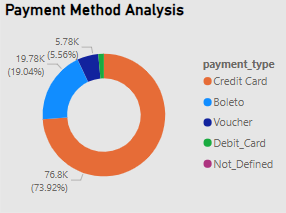 Payment Method Analysis
5.78K
(5.56%)
19.78K
(19.04%)
76.8K
(73.92%)
payment_type
Credit Card
Boleto
Voucher
Debit_Card
Not_Defined